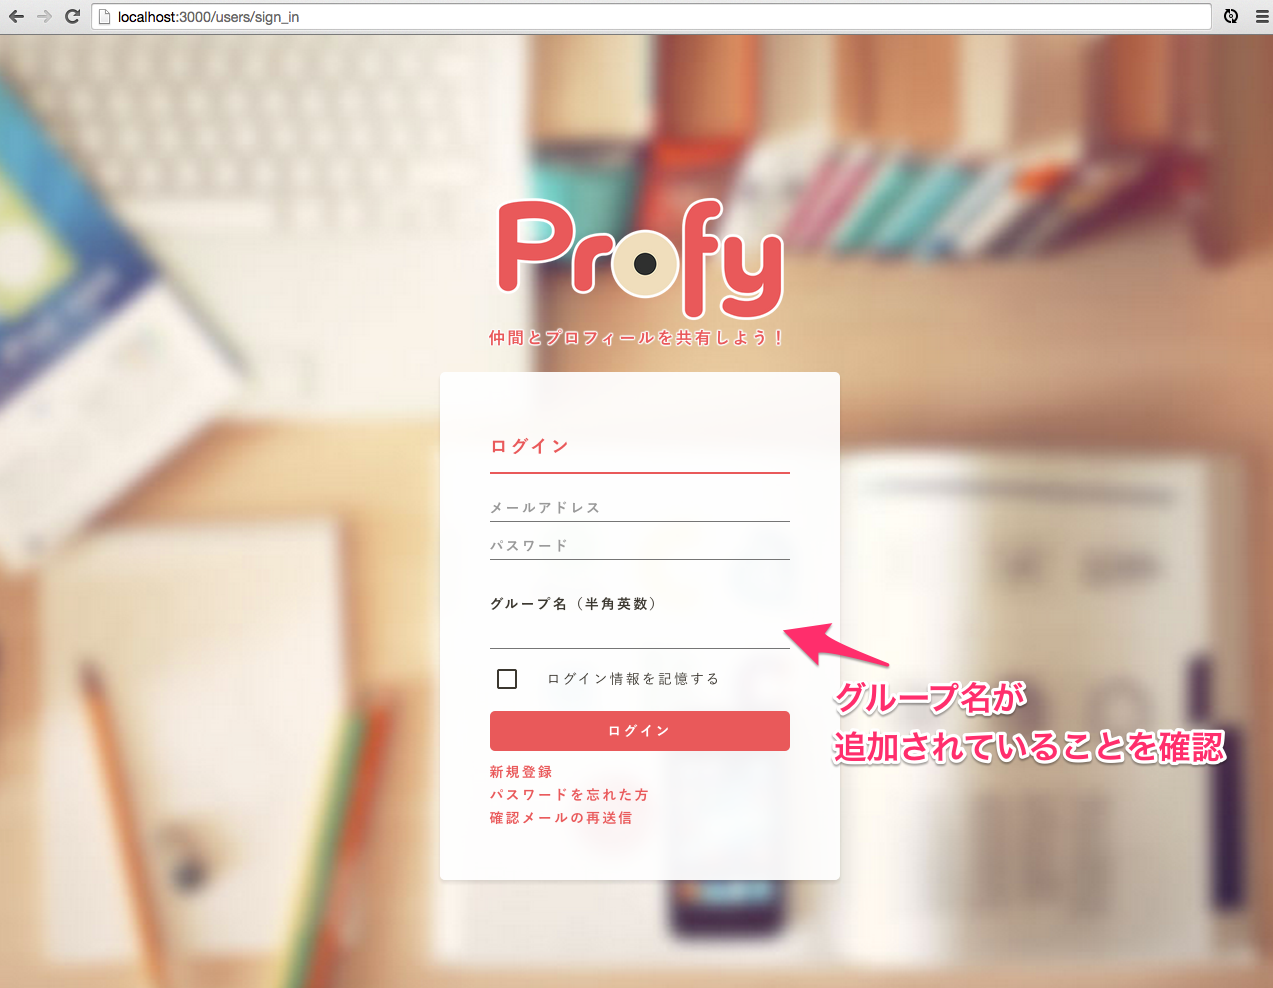 localhost:3000/users/sign_in
Profy
仲間とプロフィールを共有しよう！
ログイン
メールアドレス
パスワード
グループ名（半角英数）
ログイン情報を記憶する
ログイン
新規登録
パスワードを忘れた方
確認メールの再送信
グループ名が
追加されていることを確認